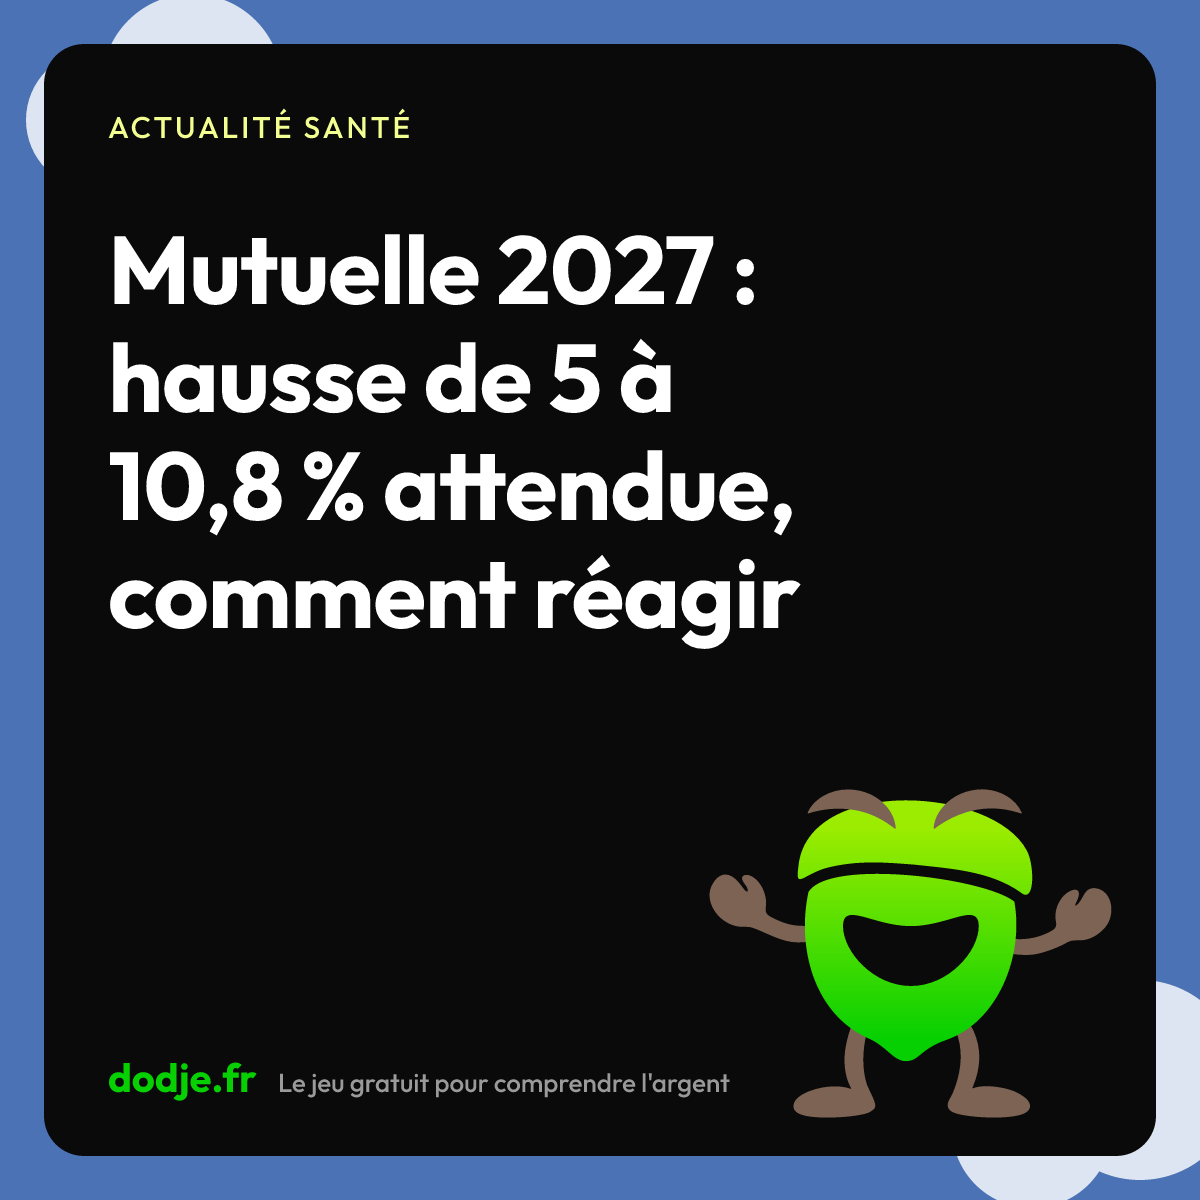 ACTUALITÉ SANTÉ
Mutuelle 2027 :
hausse de 5 à
10,8 % attendue,
comment réagir
dodje.fr Le jeu gratuit pour comprendre l'argent